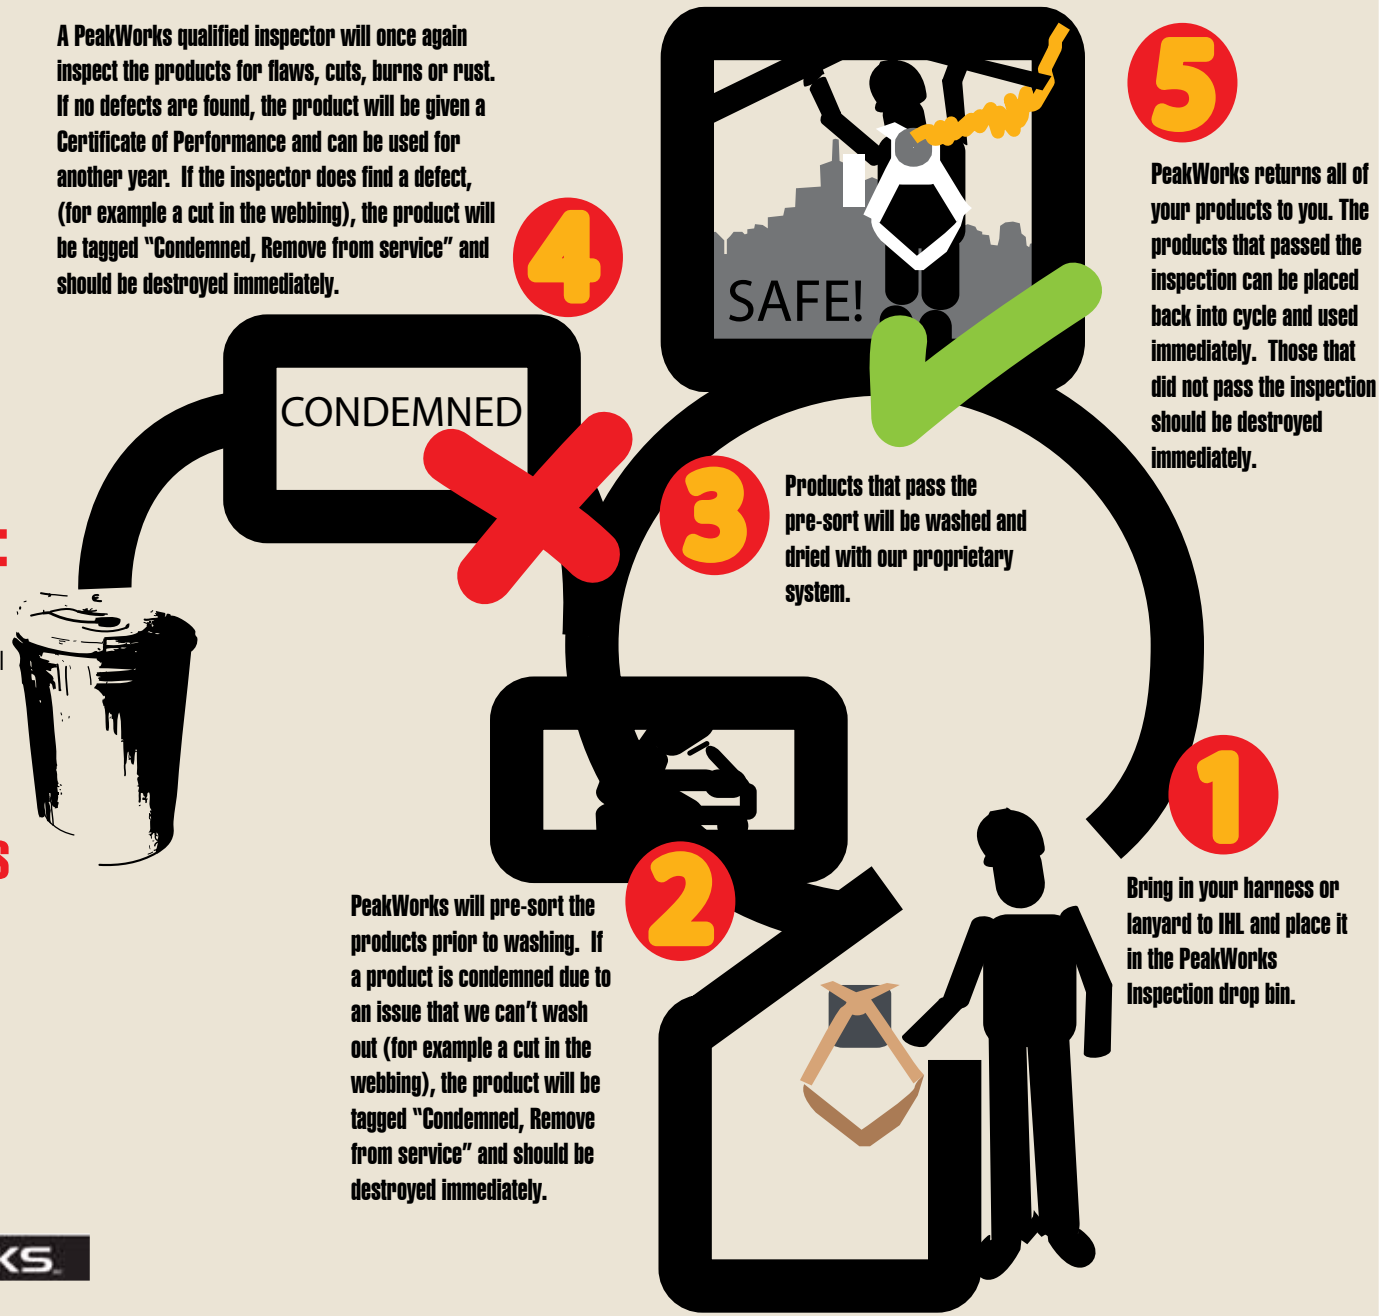 A PeakWorks qualified inspector will once again
inspect the products for flaws, cuts, burns or rust.
If no defects are found, the product will be given a
Certificate of Performance and can be used for
another year.  If the inspector does find a defect,
(for example a cut in the webbing), the product will
be tagged “Condemned, Remove from service” and
should be destroyed immediately.
4
CONDEMNED
SAFE!
5
PeakWorks returns all of
your products to you. The
products that passed the
inspection can be placed
back into cycle and used
immediately.  Those that
did not pass the inspection
should be destroyed
immediately.
3
Products that pass the
pre-sort will be washed and
dried with our proprietary
system.
1
Bring in your harness or
lanyard to IHL and place it
in the PeakWorks
Inspection drop bin.
2
PeakWorks will pre-sort the
products prior to washing.  If
a product is condemned due to
an issue that we can’t wash
out (for example a cut in the
webbing), the product will be
tagged “Condemned, Remove
from service” and should be
destroyed immediately.
S
KS